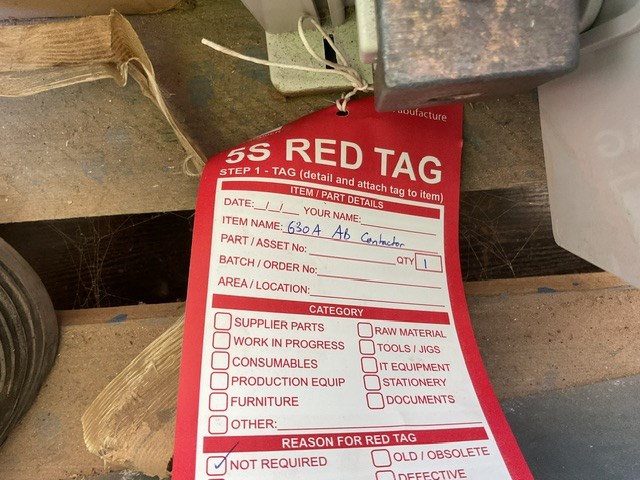 5S RED TAG
STEP 1 - TAG (detail and attach tag to item)
ITEM / PART DETAILS
DATE: / / YOUR NAME:
ITEM NAME: 630A Ab Contactor
PART / ASSET No: QTY 1
BATCH / ORDER No:
AREA / LOCATION:
CATEGORY
SUPPLIER PARTS RAW MATERIAL
WORK IN PROGRESS TOOLS / JIGS
CONSUMABLES IT EQUIPMENT
PRODUCTION EQUIP STATIONERY
FURNITURE DOCUMENTS
OTHER:
REASON FOR RED TAG
NOT REQUIRED OLD / OBSOLETE
DEFECTIVE